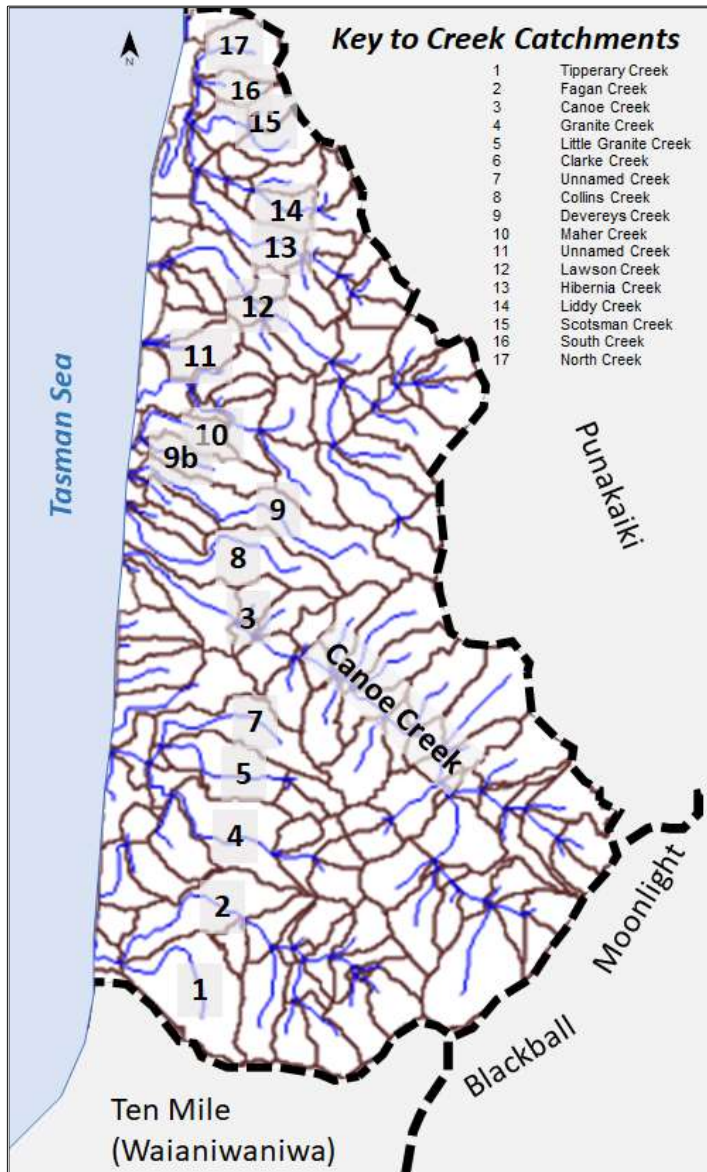 Key to Creek Catchments
1 Tipperary Creek
2 Fagan Creek
3 Canoe Creek
4 Granite Creek
5 Little Granite Creek
6 Clarke Creek
7 Unnamed Creek
8 Collins Creek
9 Devereys Creek
10 Maher Creek
11 Unnamed Creek
12 Lawson Creek
13 Hibernia Creek
14 Liddy Creek
15 Scotsman Creek
16 South Creek
17 North Creek
N
17
16
15
14
13
12
11
10
9b
9
8
3
Canoe Creek
7
5
4
2
1
Tasman Sea
Punakaiki
Moonlight
Blackball
Ten Mile
(Waianiwaniwa)